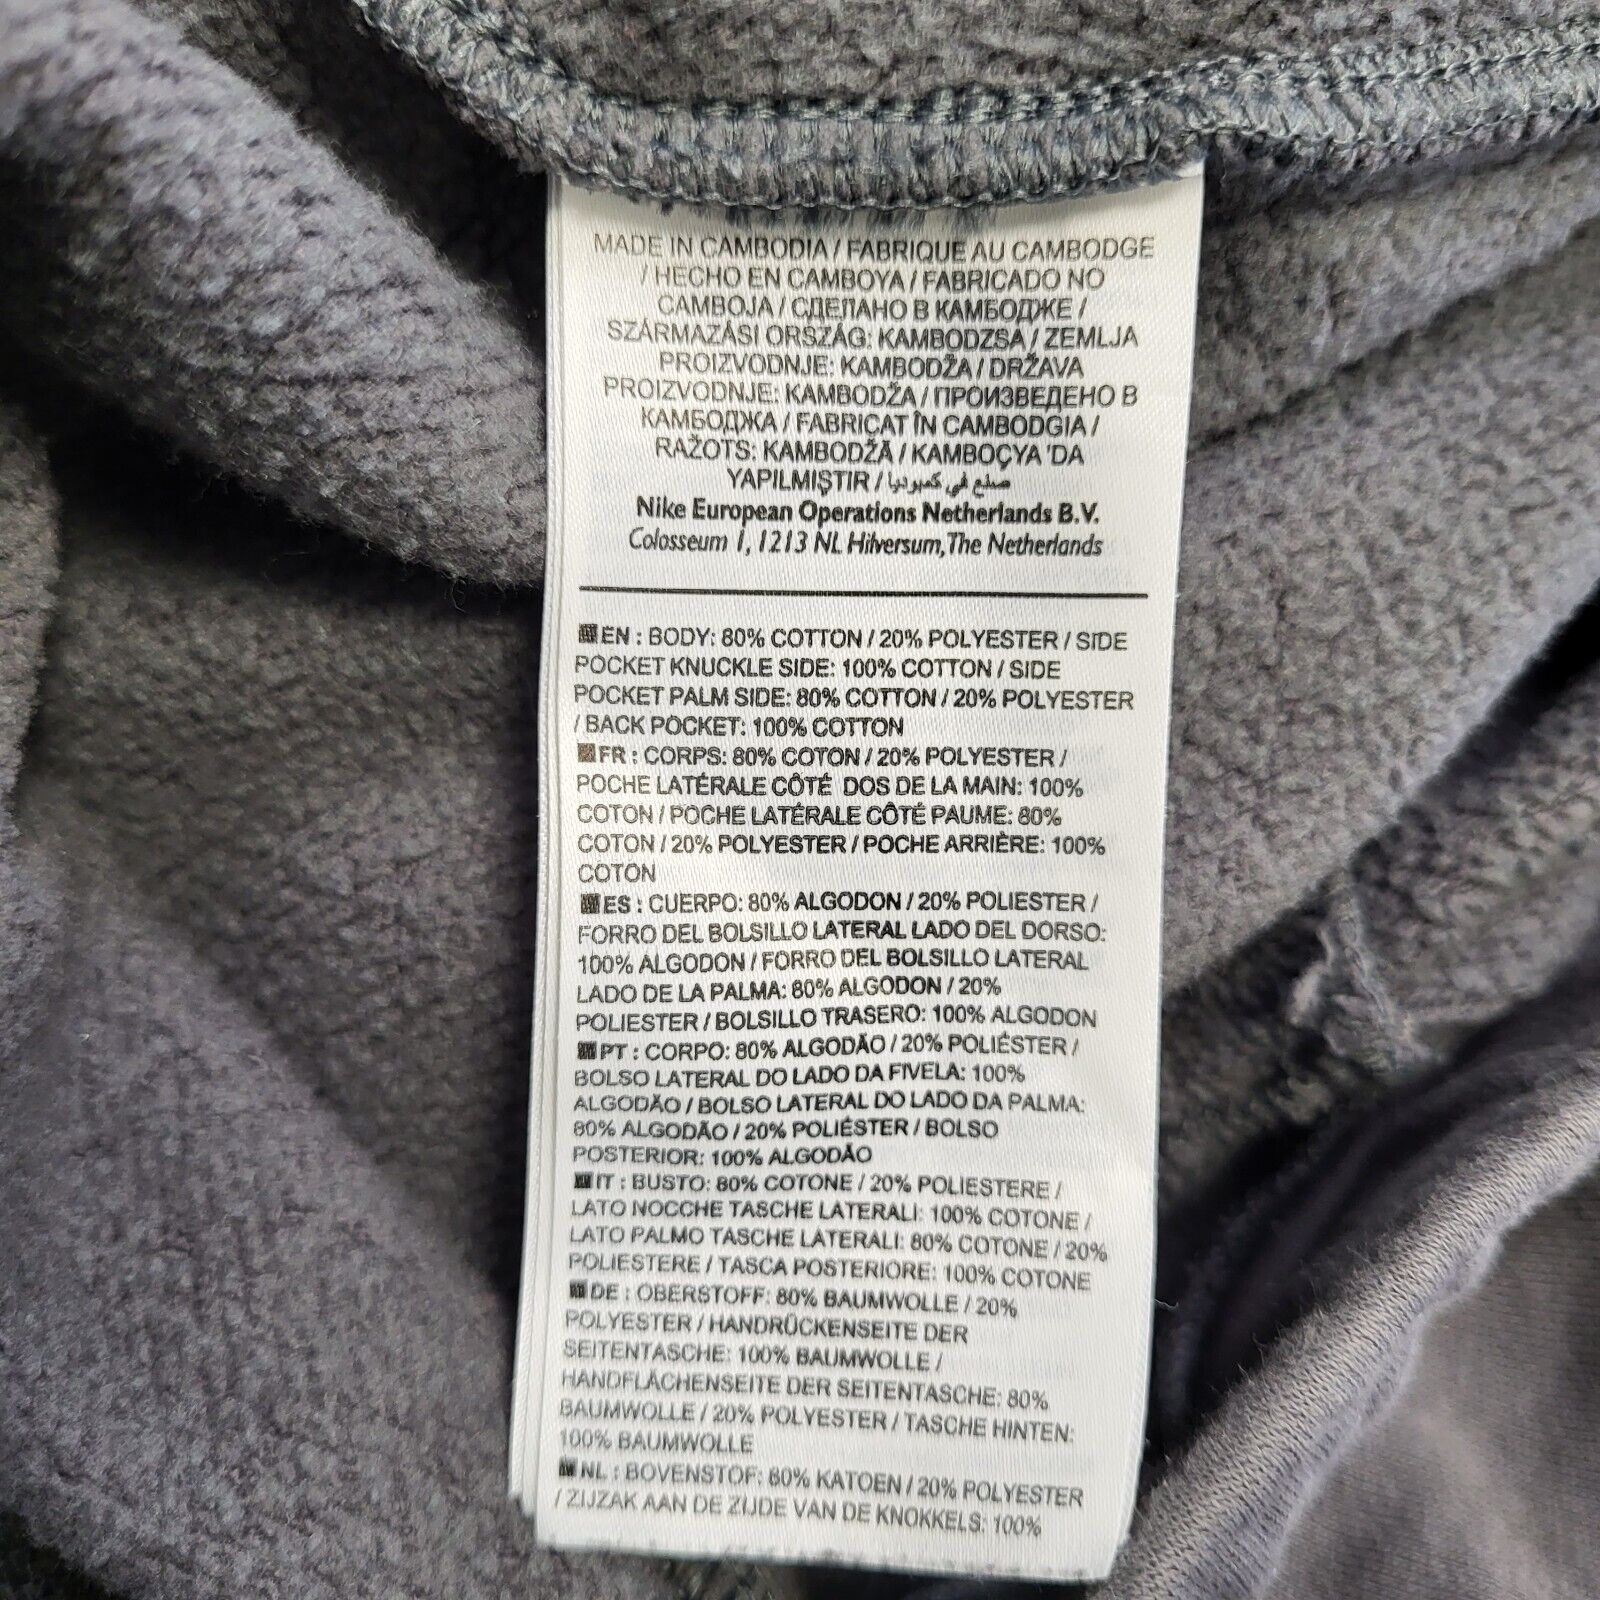 MADE IN CAMBODIA / FABRIQUE AU CAMBODGE
/ HECHO EN CAMBOYA / FABRICADO NO
CAMBOJA / СДЕЛАНО В КАМБОДЖЕ /
SZÁRMAZÁSI ORSZÁG: KAMBODZSA / ZEMLJA
PROIZVODNJE: KAMBODŽA / DRŽAVA
PROIZVODNJE: KAMBODŽA / ПРОИЗВЕДЕНО В
КАМБОДЖА / FABRICAT ÎN CAMBODGIA /
RAŽOTS: KAMBODŽĀ / KAMBOÇYA 'DA
YAPILMIŞTIR / صنع في كمبوديا
Nike European Operations Netherlands B.V.
Colosseum 1, 1213 NL Hilversum, The Netherlands
EN : BODY: 80% COTTON / 20% POLYESTER / SIDE
POCKET KNUCKLE SIDE: 100% COTTON / SIDE
POCKET PALM SIDE: 80% COTTON / 20% POLYESTER
/ BACK POCKET: 100% COTTON
FR : CORPS: 80% COTON / 20% POLYESTER /
POCHE LATÉRALE CÔTÉ DOS DE LA MAIN: 100%
COTON / POCHE LATÉRALE CÔTÉ PAUME: 80%
COTON / 20% POLYESTER / POCHE ARRIÈRE: 100%
COTON
ES : CUERPO: 80% ALGODON / 20% POLIESTER /
FORRO DEL BOLSILLO LATERAL LADO DEL DORSO:
100% ALGODON / FORRO DEL BOLSILLO LATERAL
LADO DE LA PALMA: 80% ALGODON / 20%
POLIESTER / BOLSILLO TRASERO: 100% ALGODON
PT : CORPO: 80% ALGODÃO / 20% POLIÉSTER /
BOLSO LATERAL DO LADO DA FIVELA: 100%
ALGODÃO / BOLSO LATERAL DO LADO DA PALMA:
80% ALGODÃO / 20% POLIÉSTER / BOLSO
POSTERIOR: 100% ALGODÃO
IT : BUSTO: 80% COTONE / 20% POLIESTERE /
LATO NOCCHE TASCHE LATERALI: 100% COTONE /
LATO PALMO TASCHE LATERALI: 80% COTONE / 20%
POLIESTERE / TASCA POSTERIORE: 100% COTONE
DE : OBERSTOFF: 80% BAUMWOLLE / 20%
POLYESTER / HANDRÜCKENSEITE DER
SEITENTASCHE: 100% BAUMWOLLE /
HANDFLÄCHENSEITE DER SEITENTASCHE: 80%
BAUMWOLLE / 20% POLYESTER / TASCHE HINTEN:
100% BAUMWOLLE
NL : BOVENSTOF: 80% KATOEN / 20% POLYESTER
/ ZIJZAK AAN DE ZIJDE VAN DE KNOKKELS: 100%